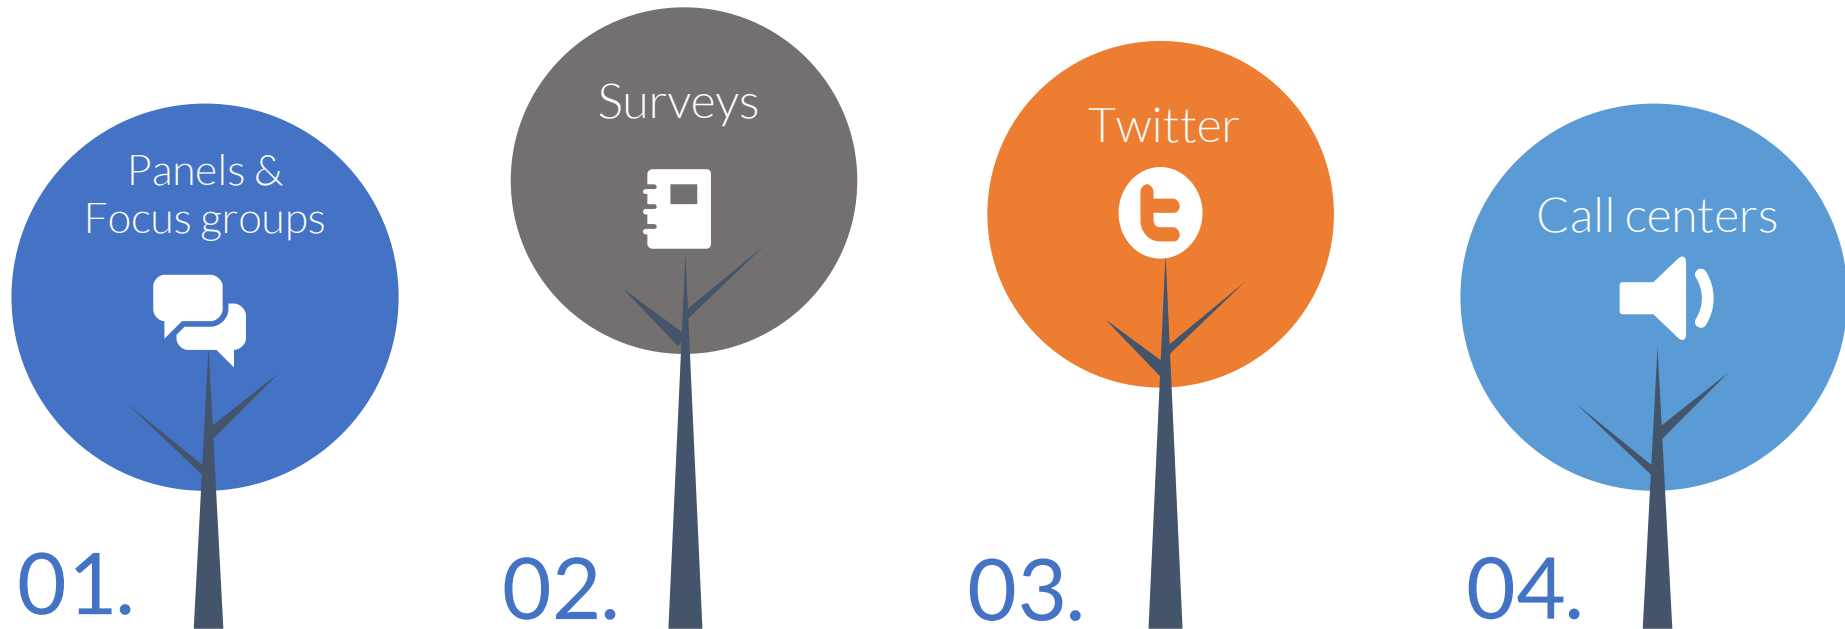 Panels &
Focus groups
01.
Surveys
02.
Twitter
03.
Call centers
04.